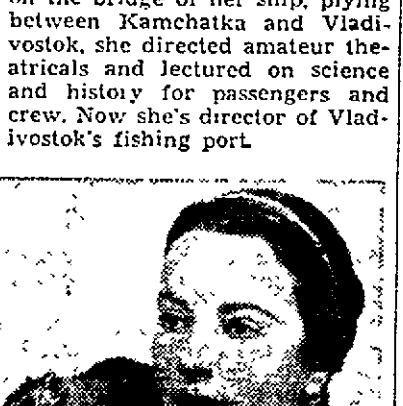 on the bridge of her ship, plying
between Kamchatka and Vladi-
vostok, she directed amateur the-
atricals and lectured on science
and history for passengers and
crew. Now she's director of Vlad-
ivostok's fishing port.